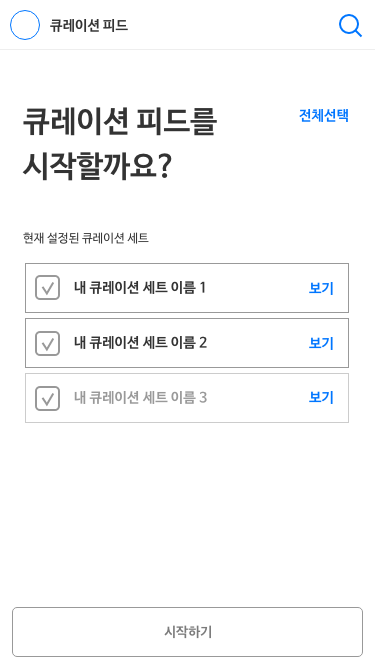 큐레이션 피드
큐레이션 피드를
시작할까요?
전체선택
현재 설정된 큐레이션 세트
내 큐레이션 세트 이름 1
보기
내 큐레이션 세트 이름 2
보기
내 큐레이션 세트 이름 3
보기
시작하기